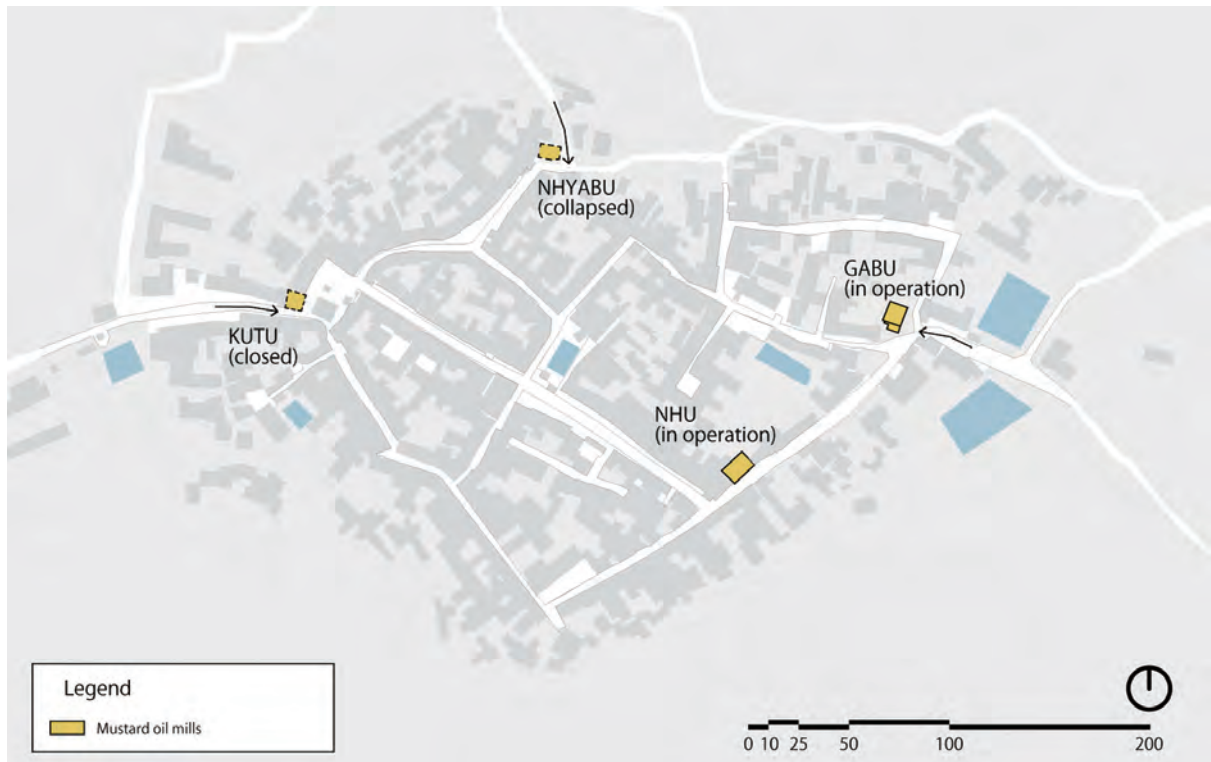 NHYABU
(collapsed)
GABU
(in operation)
KUTU
(closed)
NHU
(in operation)
Legend
Mustard oil mills
0 10 25 50 100 200